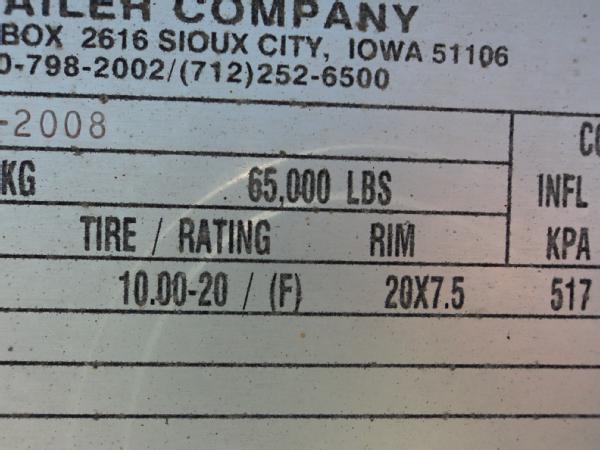 AILER COMPANY
BOX 2616 SIOUX CITY, IOWA 51106
0-798-2002/(712)252-6500
-2008
CO
KG 65,000 LBS INFL
TIRE / RATING RIM KPA
10.00-20 / (F) 20X7.5 517